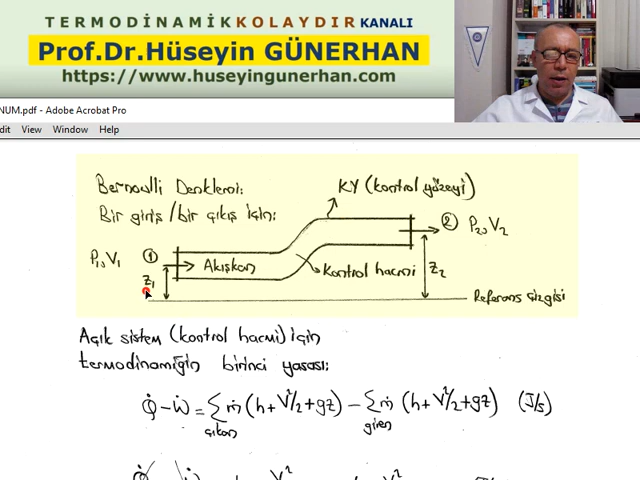 TERMODİNAMİKKOLAYDIR KANALI
Prof.Dr.Hüseyin GÜNERHAN
https://www.huseyingunerhan.com
NUM.pdf - Adobe Acrobat Pro
dit View Window Help
Bernoulli Denklemi:
KY (kontrol yüzeyi)
Bir giriş / bir çıkış için:
② P2, V2
P1, V1 ①
Akışkan
Kontrol hacmi
Z2
Z1
Referans çizgisi
Açık sistem (kontrol hacmi) için
termodinamiğin birinci yasası:
Q̇ - Ẇ = Σ ṁ (h + V²/2 + gz) - Σ ṁ (h + V²/2 + gz) (J/s)
çıkan giren